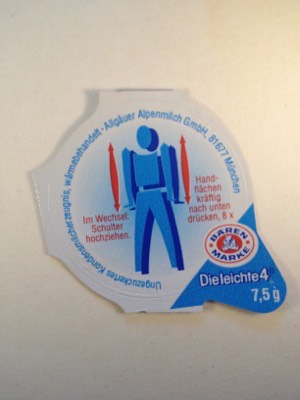 Ungezuckertes Kondensmilcherzeugnis, wärmebehandelt - Allgäuer Alpenmilch GmbH, 81677 München
Im Wechsel:
Schulter
hochziehen.
Hand-
flächen
kräftig
nach unten
drücken, 8 x
BÄREN
MARKE
Die leichte 4
7,5 g